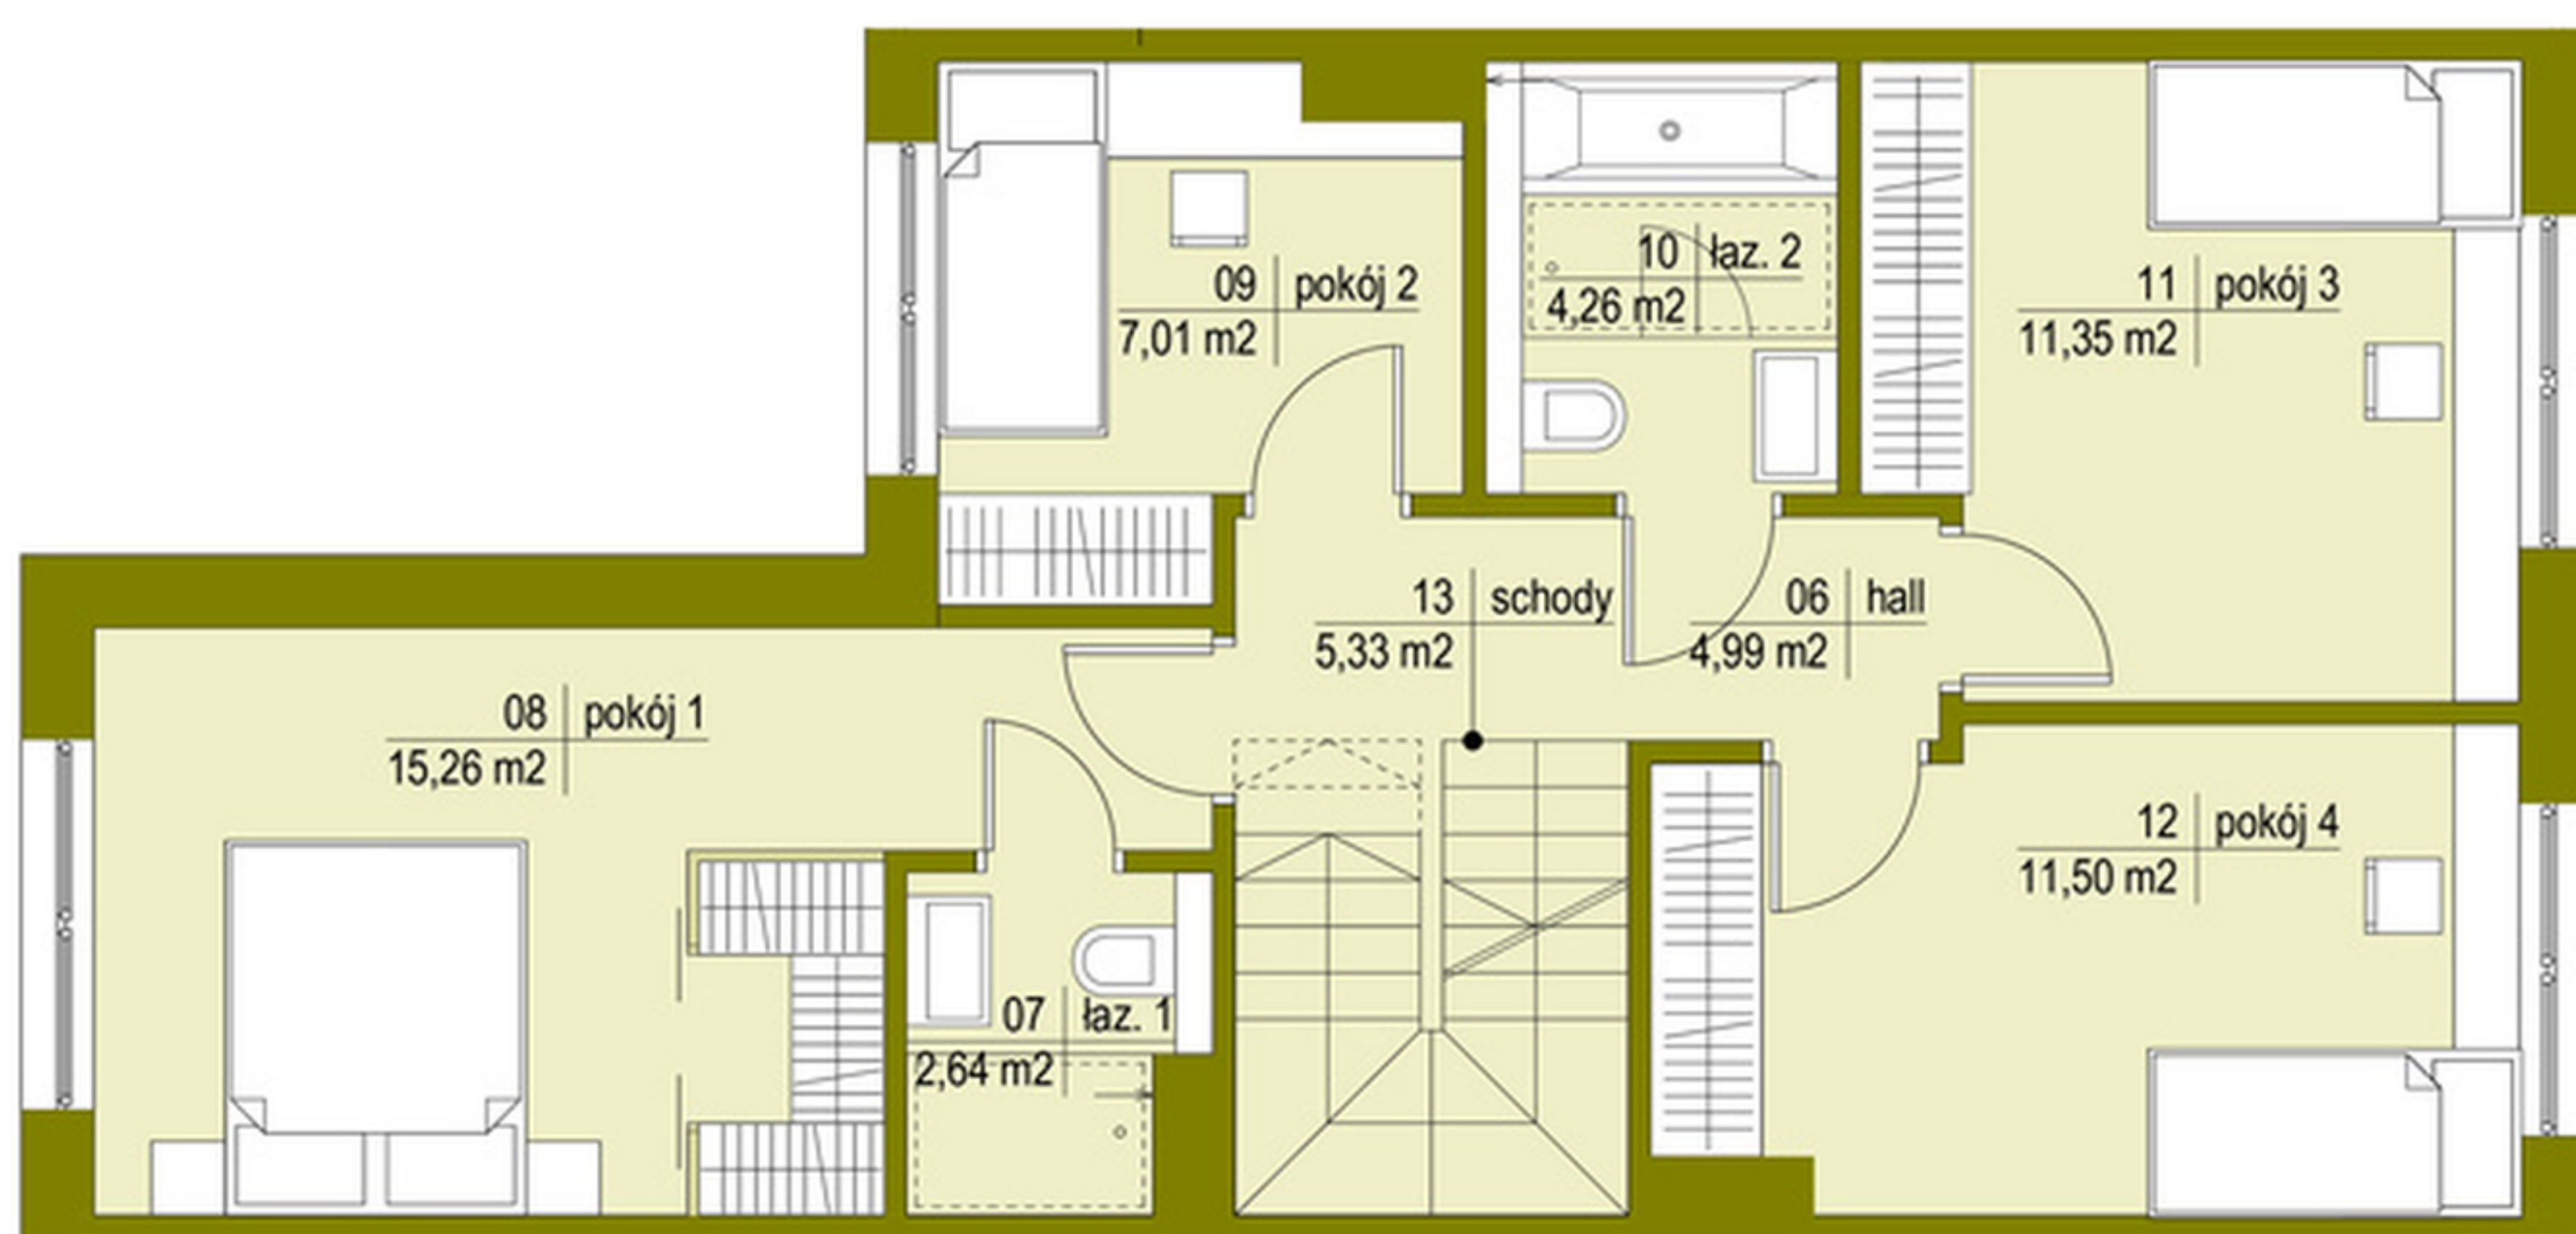 09 pokój 2
7,01 m2
10 łaz. 2
4,26 m2
11 pokój 3
11,35 m2
13 schody
5,33 m2
06 hall
4,99 m2
08 pokój 1
15,26 m2
12 pokój 4
11,50 m2
07 łaz. 1
2,64 m2